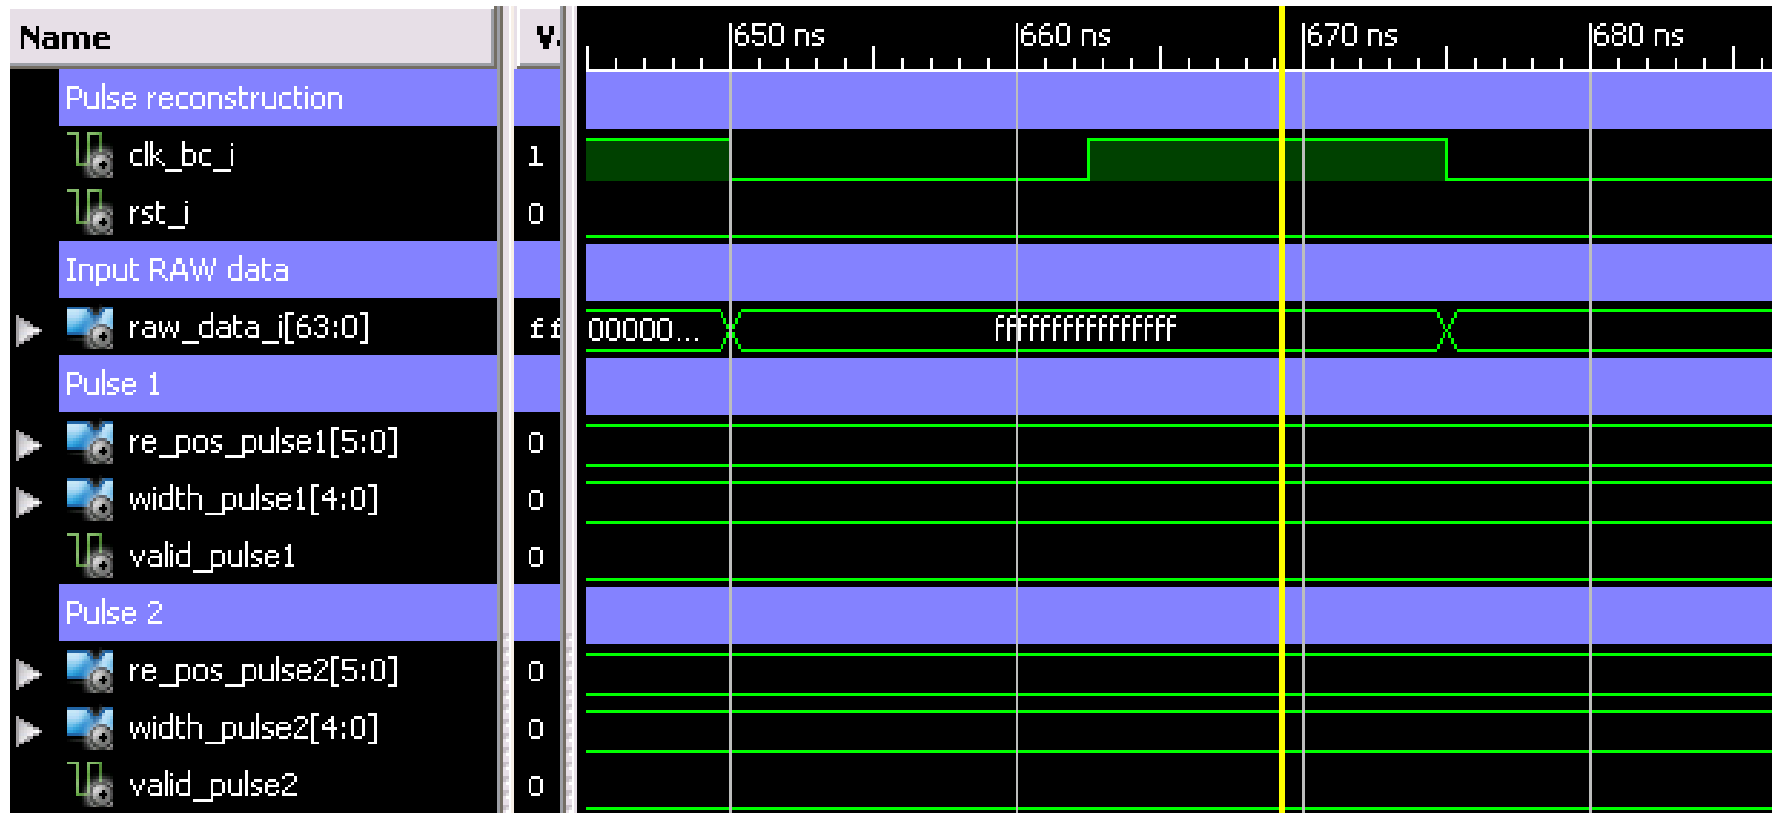 Name V. 650 ns 660 ns 670 ns 680 ns
Pulse reconstruction
clk_bc_i 1
rst_i 0
Input RAW data
raw_data_i[63:0] ff 00000... ffffffffffffffff
Pulse 1
re_pos_pulse1[5:0] 0
width_pulse1[4:0] 0
valid_pulse1 0
Pulse 2
re_pos_pulse2[5:0] 0
width_pulse2[4:0] 0
valid_pulse2 0